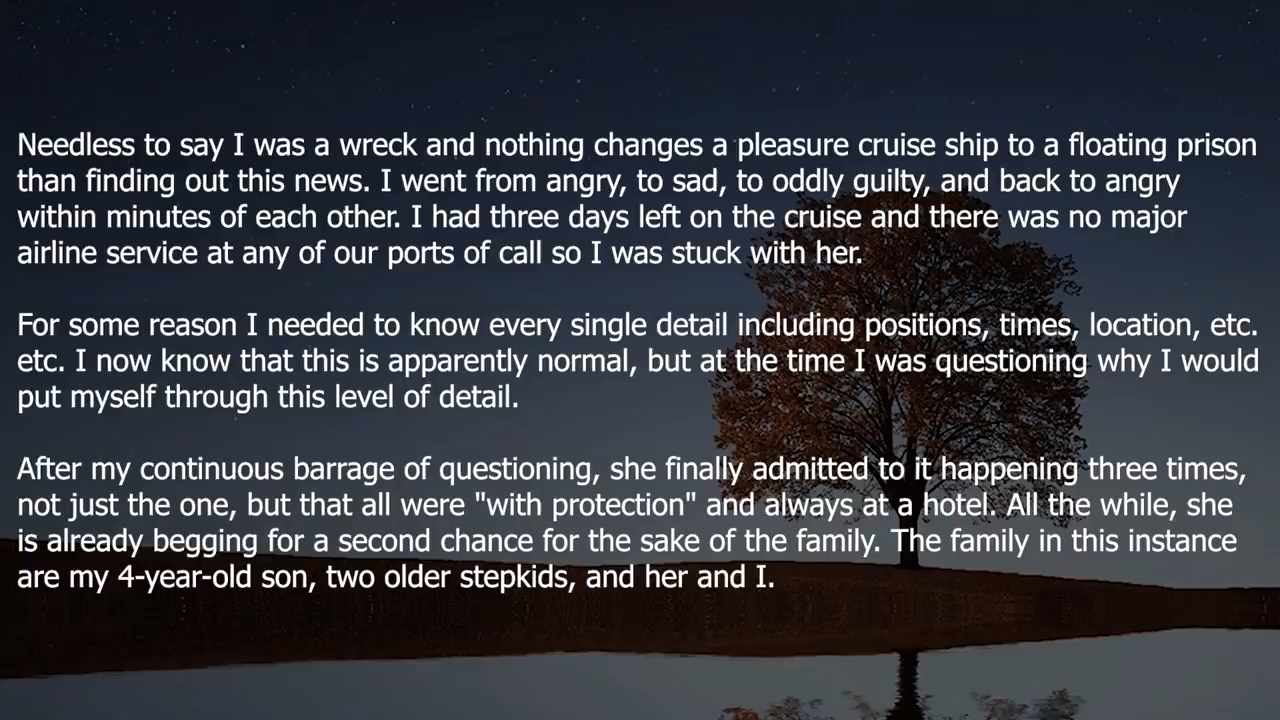 Needless to say I was a wreck and nothing changes a pleasure cruise ship to a floating prison
than finding out this news. I went from angry, to sad, to oddly guilty, and back to angry
within minutes of each other. I had three days left on the cruise and there was no major
airline service at any of our ports of call so I was stuck with her.
For some reason I needed to know every single detail including positions, times, location, etc.
etc. I now know that this is apparently normal, but at the time I was questioning why I would
put myself through this level of detail.
After my continuous barrage of questioning, she finally admitted to it happening three times,
not just the one, but that all were "with protection" and always at a hotel. All the while, she
is already begging for a second chance for the sake of the family. The family in this instance
are my 4-year-old son, two older stepkids, and her and I.